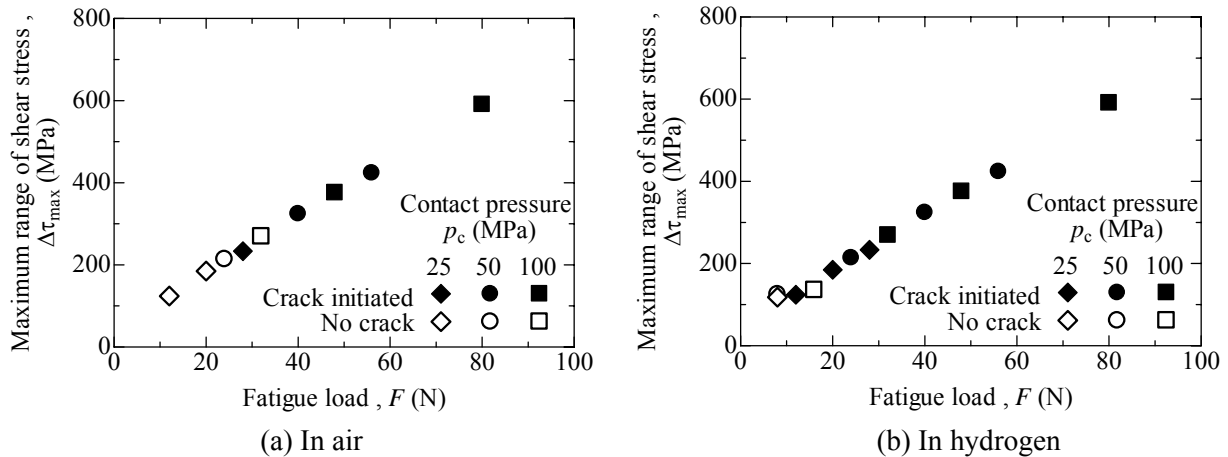 Maximum range of shear stress ,
Δτmax (MPa)
800
600
400
200
0
Contact pressure
pc (MPa)
25 50 100
Crack initiated
No crack
0 20 40 60 80 100
Fatigue load , F (N)
(a) In air
Maximum range of shear stress ,
Δτmax (MPa)
800
600
400
200
0
Contact pressure
pc (MPa)
25 50 100
Crack initiated
No crack
0 20 40 60 80 100
Fatigue load , F (N)
(b) In hydrogen